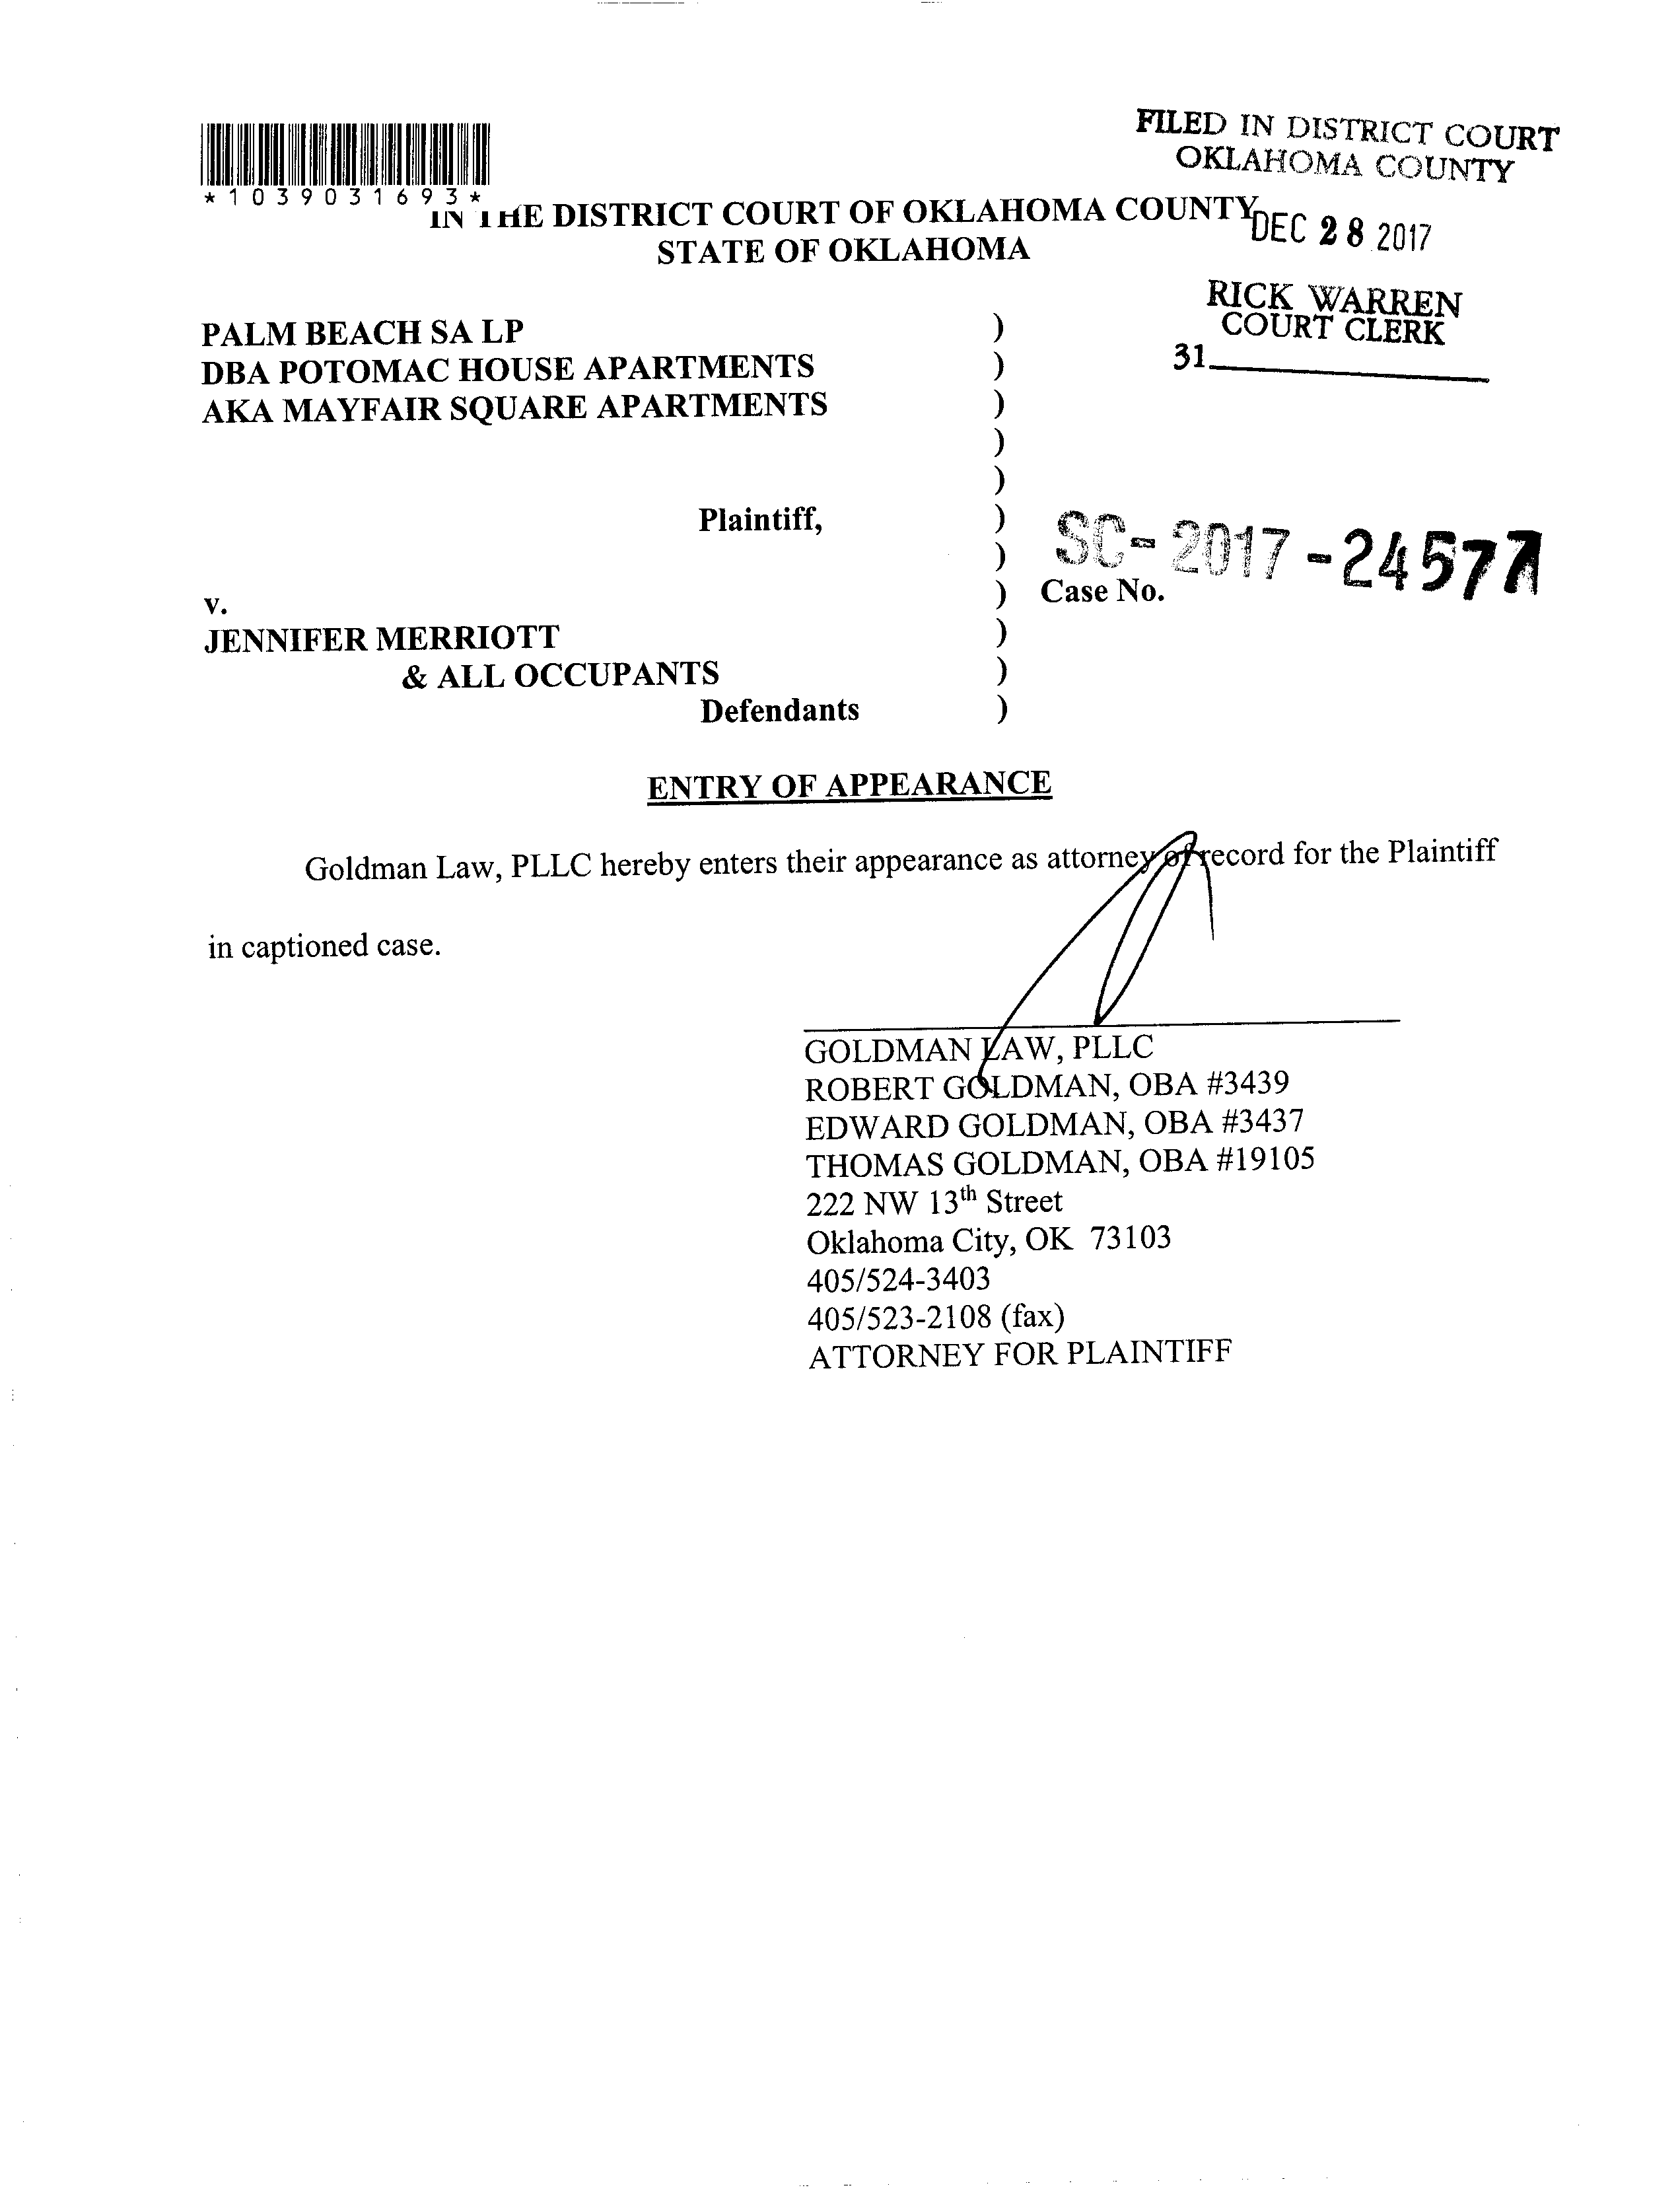 FILED IN DISTRICT COURT
OKLAHOMA COUNTY
*1039031693*
IN THE DISTRICT COURT OF OKLAHOMA COUNTY
DEC 28 2017
STATE OF OKLAHOMA
RICK WARREN
COURT CLERK
31
PALM BEACH SA LP )
DBA POTOMAC HOUSE APARTMENTS )
AKA MAYFAIR SQUARE APARTMENTS )
)
)
Plaintiff, )
)
SC-2017-24577
v. ) Case No.
JENNIFER MERRIOTT )
& ALL OCCUPANTS )
Defendants )
ENTRY OF APPEARANCE
Goldman Law, PLLC hereby enters their appearance as attorney of record for the Plaintiff
in captioned case.
GOLDMAN LAW, PLLC
ROBERT GOLDMAN, OBA #3439
EDWARD GOLDMAN, OBA #3437
THOMAS GOLDMAN, OBA #19105
222 NW 13th Street
Oklahoma City, OK 73103
405/524-3403
405/523-2108 (fax)
ATTORNEY FOR PLAINTIFF